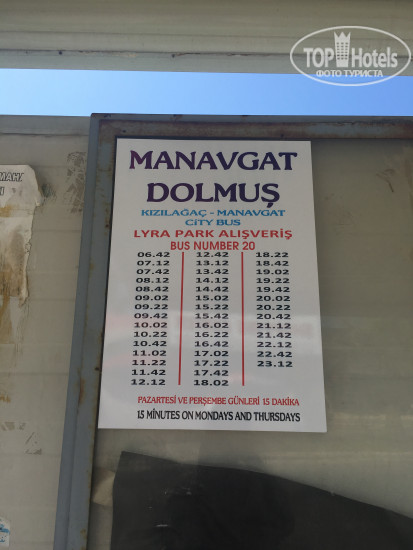 TOP Hotels
ФОТО ТУРИСТА
MANAVGAT
DOLMUŞ
KIZILAĞAÇ - MANAVGAT
CiTY BUS
LYRA PARK ALIŞVERİŞ
BUS NUMBER 20
06.42 12.42 18.22
07.12 13.12 18.42
07.42 13.42 19.02
08.12 14.12 19.22
08.42 14.42 19.42
09.02 15.02 20.02
09.22 15.22 20.22
09.42 15.42 20.42
10.02 16.02 21.12
10.22 16.22 21.42
10.42 16.42 22.12
11.02 17.02 22.42
11.22 17.22 23.12
11.42 17.42
12.12 18.02
PAZARTESİ VE PERŞEMBE GÜNLERİ 15 DAKİKA
15 MINUTES ON MONDAYS AND THURSDAYS